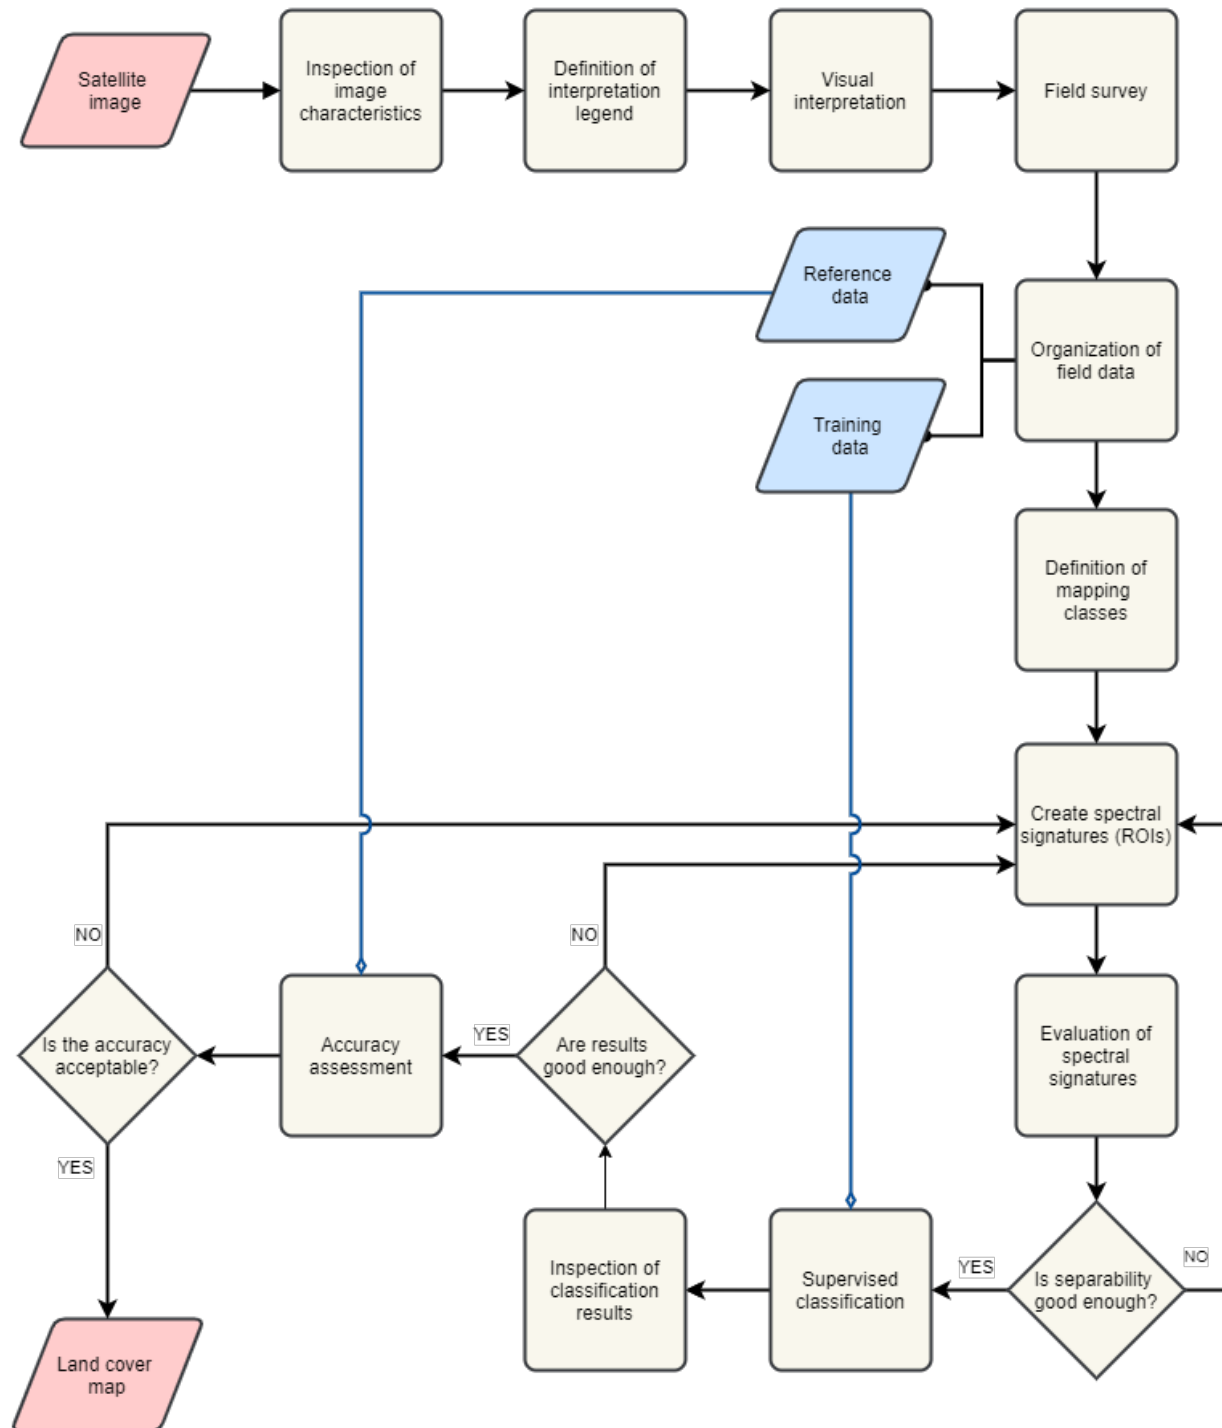 Satellite
image
Inspection of
image
characteristics
Definition of
interpretation
legend
Visual
interpretation
Field survey
Reference
data
Organization of
field data
Training
data
Definition of
mapping
classes
Create spectral
signatures (ROIs)
NO
NO
Is the accuracy
acceptable?
Accuracy
assessment
YES
Are results
good enough?
Evaluation of
spectral
signatures
YES
Inspection of
classification
results
Supervised
classification
YES
Is separability
good enough?
NO
Land cover
map